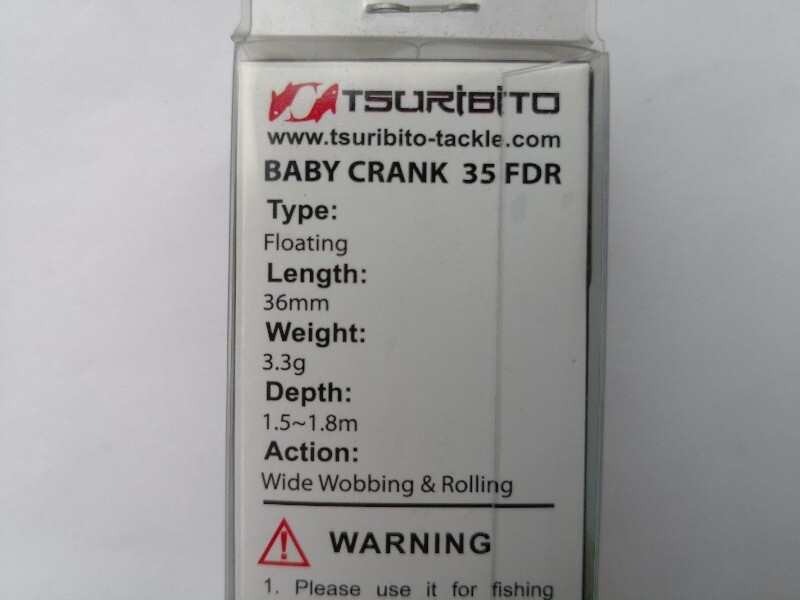 TSURIBITO
www.tsuribito-tackle.com
BABY CRANK 35 FDR
Type:
Floating
Length:
36mm
Weight:
3.3g
Depth:
1.5~1.8m
Action:
Wide Wobbing & Rolling
WARNING
1. Please use it for fishing